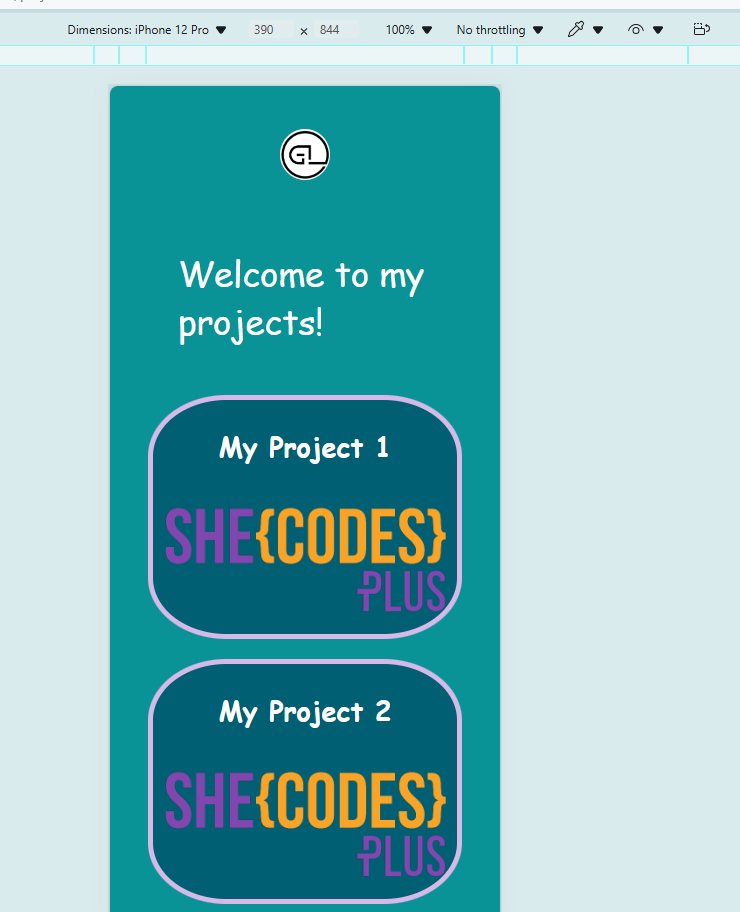 Dimensions: iPhone 12 Pro 390 x 844 100% No throttling
GL
Welcome to my
projects!
My Project 1
SHE{CODES}
PLUS
My Project 2
SHE{CODES}
PLUS